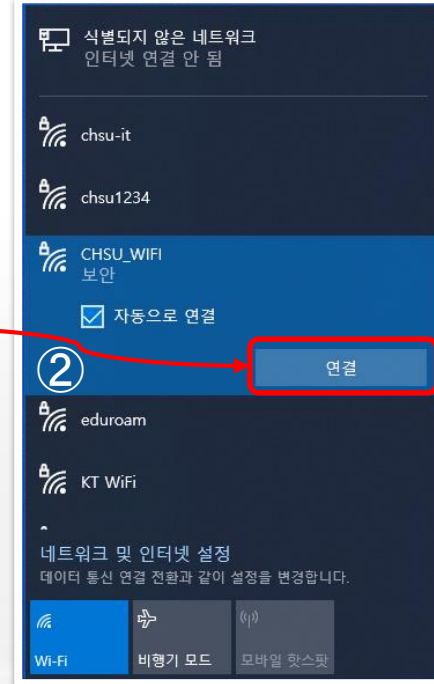 식별되지 않은 네트워크
인터넷 연결 안 됨
chsu-it
chsu1234
CHSU_WIFI
보안
자동으로 연결
②
연결
eduroam
KT WiFi
네트워크 및 인터넷 설정
데이터 통신 연결 전환과 같이 설정을 변경합니다.
Wi-Fi 비행기 모드 모바일 핫스팟